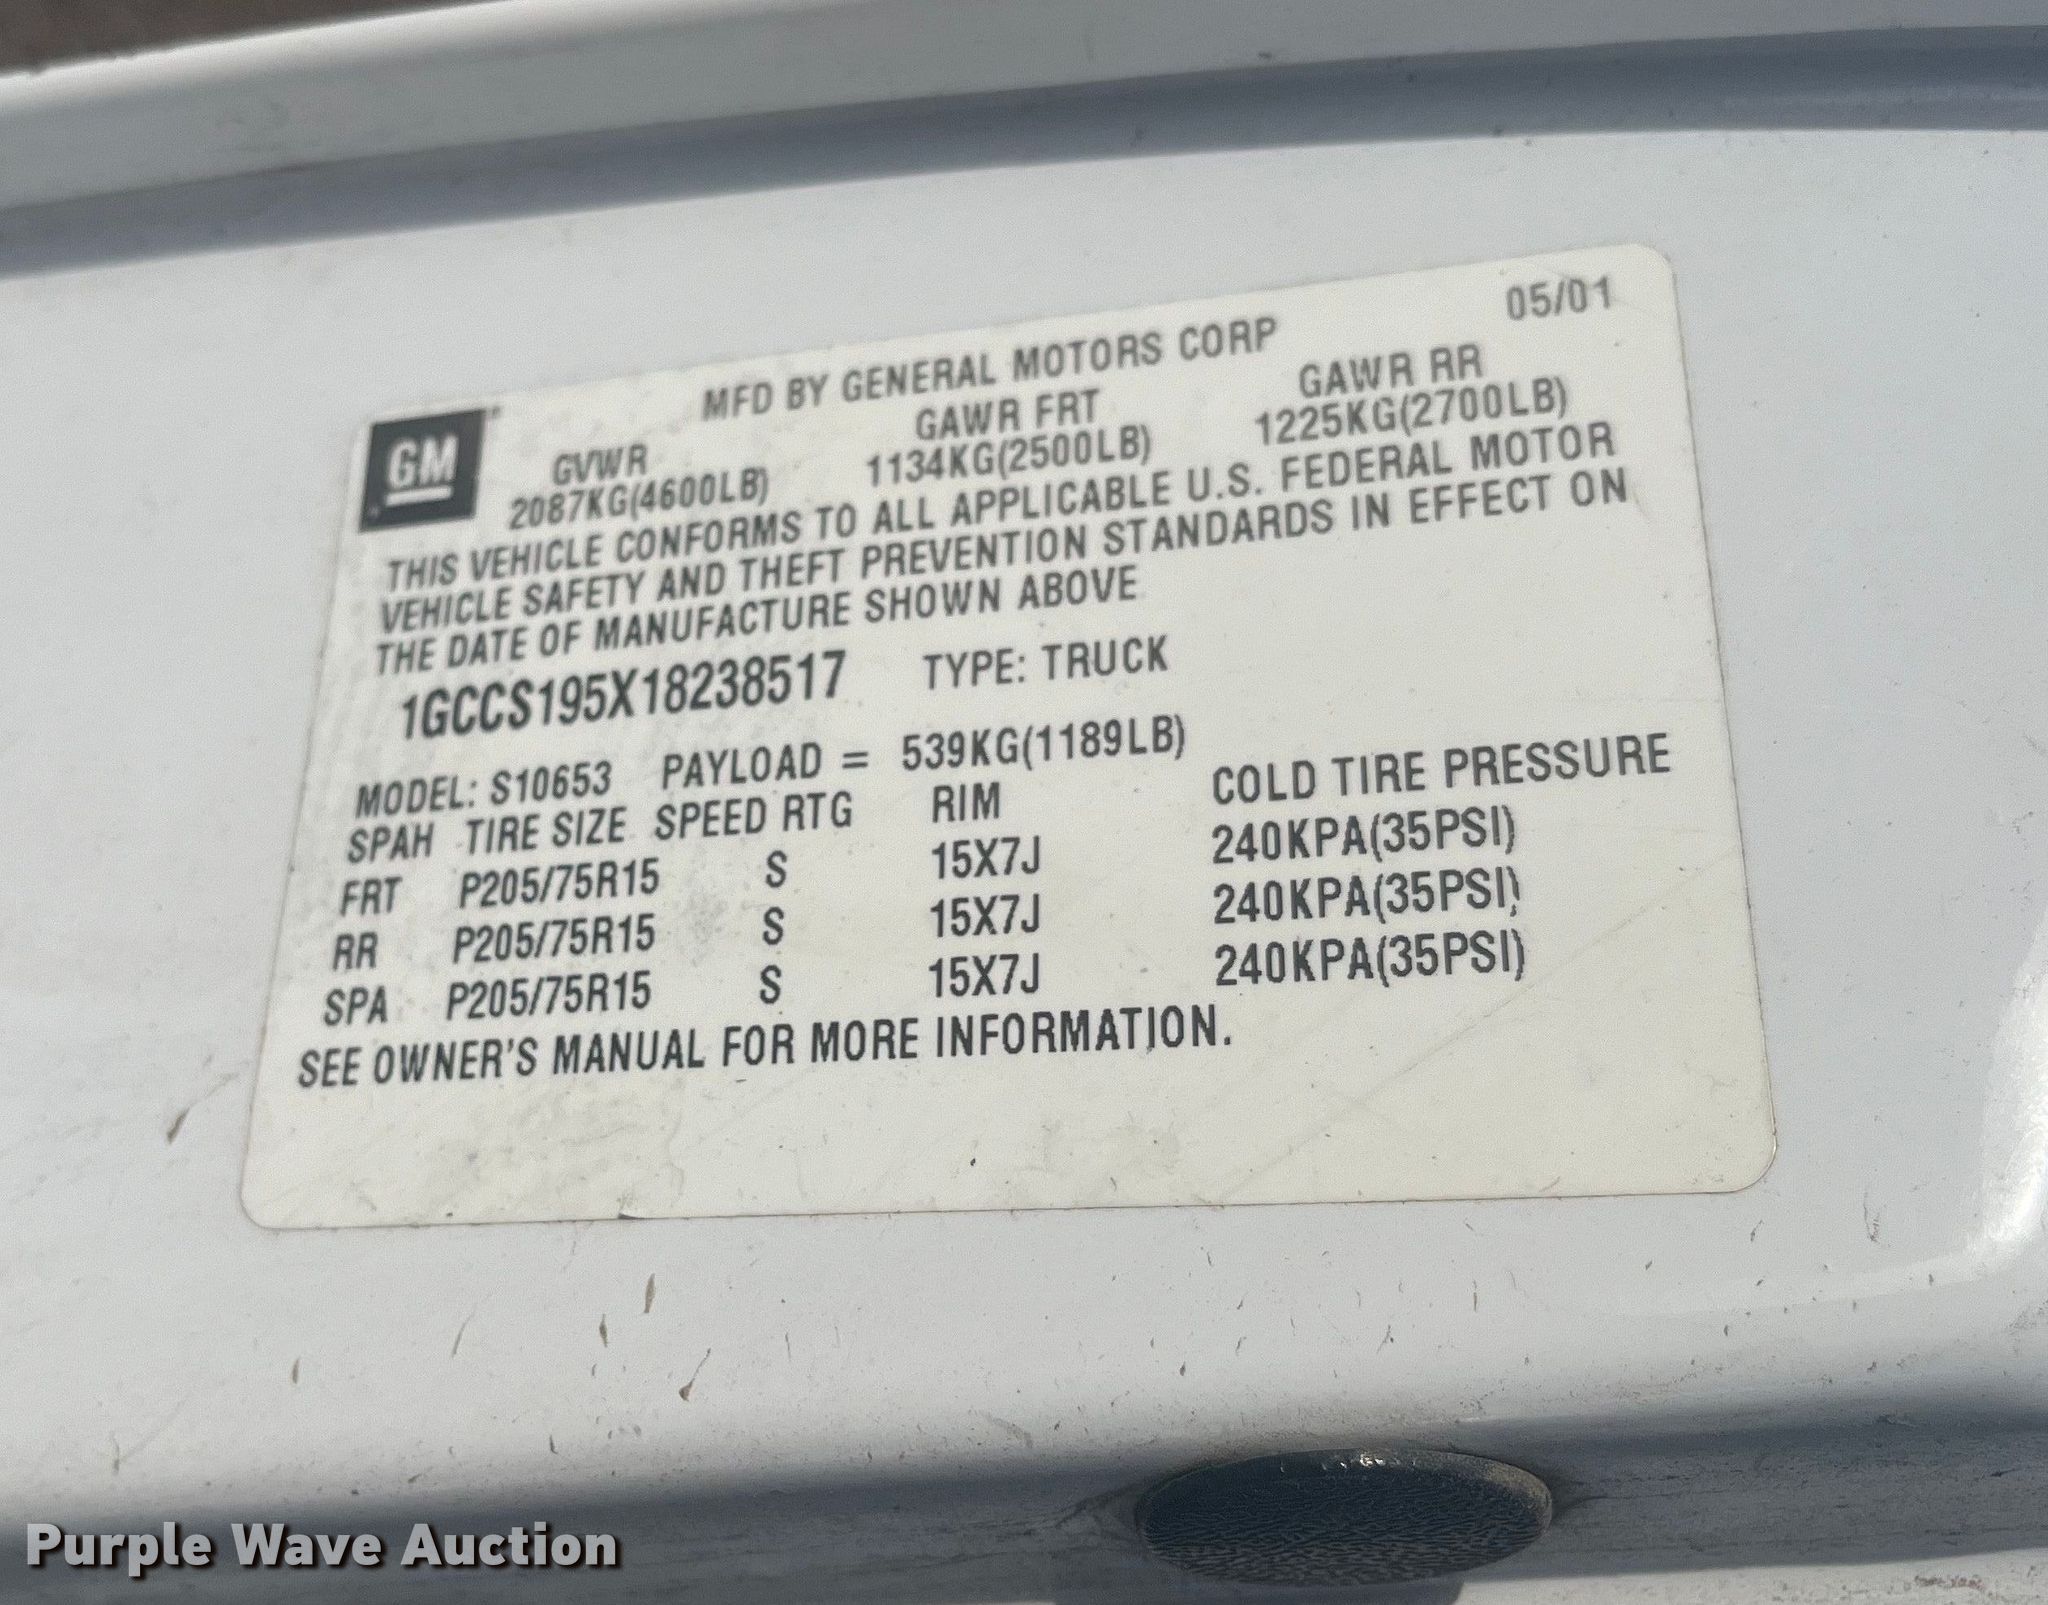 05/01
MFD BY GENERAL MOTORS CORP
GM
GVWR GAWR FRT GAWR RR
2087KG(4600LB) 1134KG(2500LB) 1225KG(2700LB)
THIS VEHICLE CONFORMS TO ALL APPLICABLE U.S. FEDERAL MOTOR
VEHICLE SAFETY AND THEFT PREVENTION STANDARDS IN EFFECT ON
THE DATE OF MANUFACTURE SHOWN ABOVE
1GCCS195X18238517 TYPE: TRUCK
MODEL: S10653 PAYLOAD = 539KG(1189LB)
SPAH TIRE SIZE SPEED RTG RIM COLD TIRE PRESSURE
FRT P205/75R15 S 15X7J 240KPA(35PSI)
RR P205/75R15 S 15X7J 240KPA(35PSI)
SPA P205/75R15 S 15X7J 240KPA(35PSI)
SEE OWNER'S MANUAL FOR MORE INFORMATION.
Purple Wave Auction